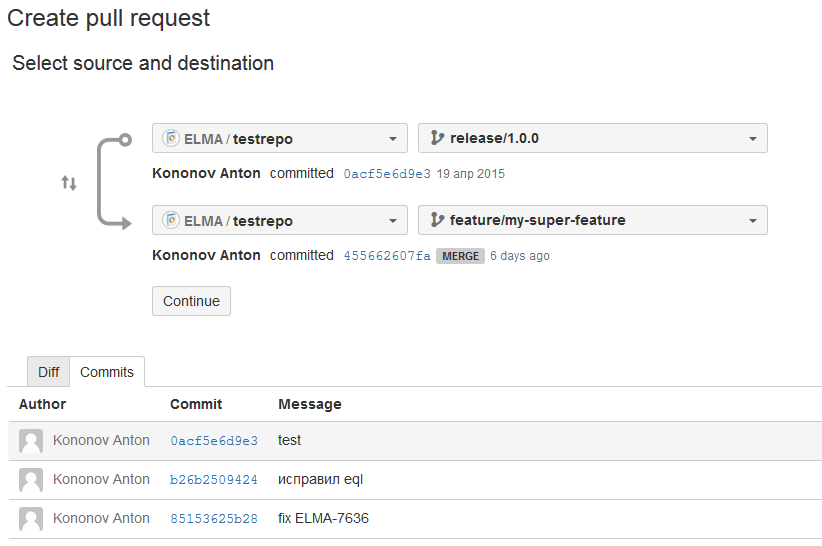 Create pull request
Select source and destination
ELMA / testrepo release/1.0.0
Kononov Anton committed 0acf5e6d9e3 19 апр 2015
ELMA / testrepo feature/my-super-feature
Kononov Anton committed 455662607fa MERGE 6 days ago
Continue
Diff Commits
Author Commit Message
Kononov Anton 0acf5e6d9e3 test
Kononov Anton b26b2509424 исправил eql
Kononov Anton 85153625b28 fix ELMA-7636